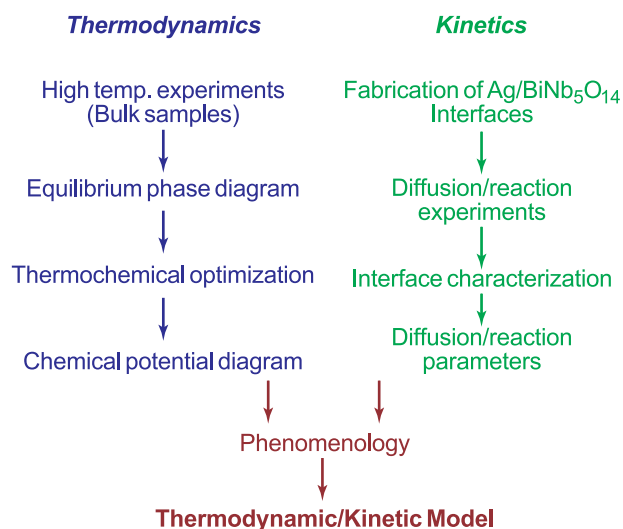 Thermodynamics
High temp. experiments
(Bulk samples)
Equilibrium phase diagram
Thermochemical optimization
Chemical potential diagram
Kinetics
Fabrication of Ag/BiNb₅O₁₄
Interfaces
Diffusion/reaction
experiments
Interface characterization
Diffusion/reaction
parameters
Phenomenology
Thermodynamic/Kinetic Model